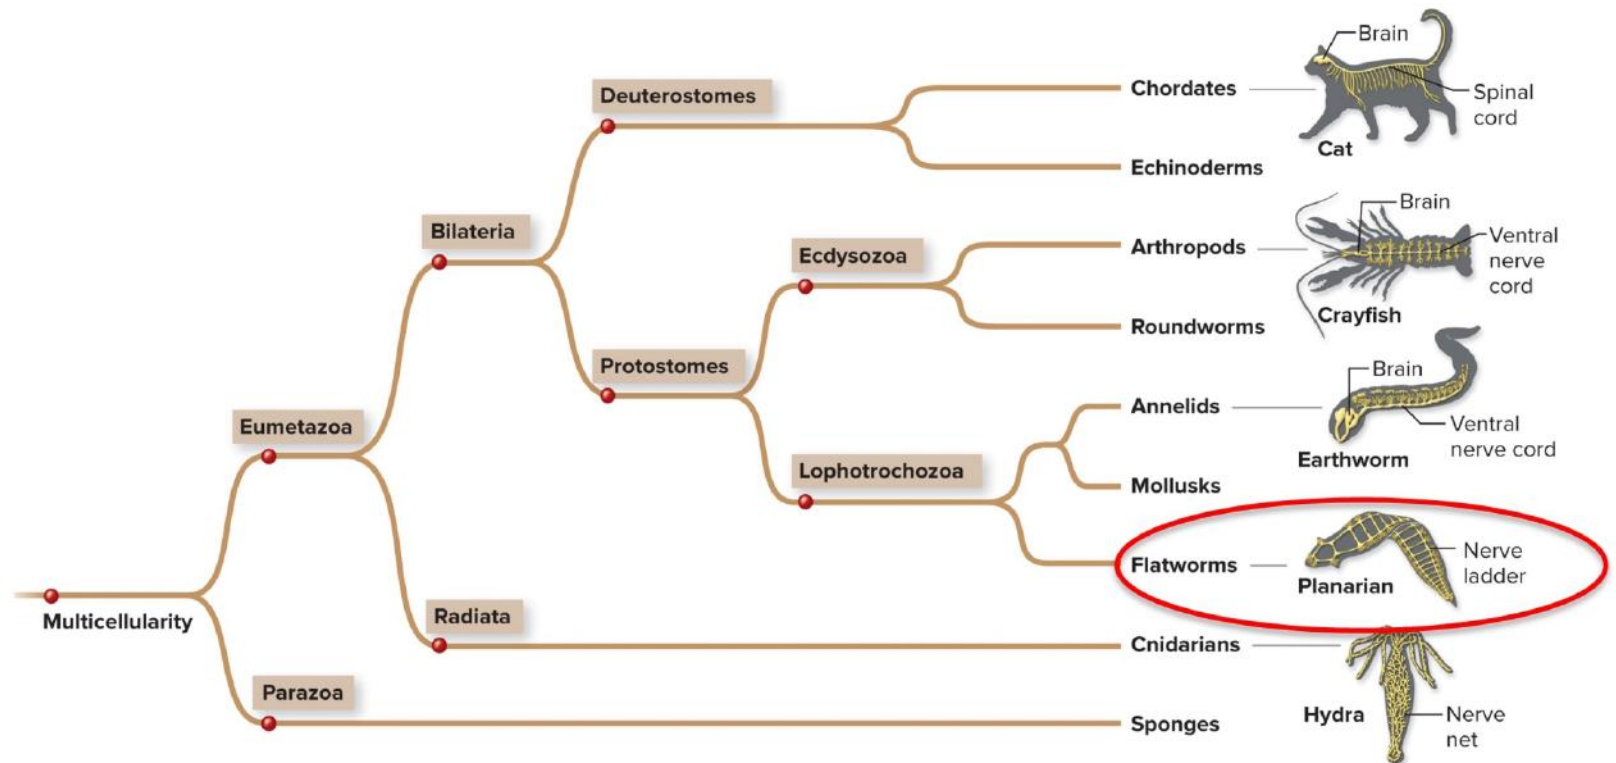 Brain
Deuterostomes
Chordates
Spinal
cord
Cat
Echinoderms
Brain
Bilateria
Ecdysozoa
Arthropods
Ventral
nerve
cord
Crayfish
Roundworms
Protostomes
Brain
Annelids
Eumetazoa
Ventral
nerve cord
Earthworm
Lophotrochozoa
Mollusks
Flatworms
Nerve
ladder
Planarian
Multicellularity
Radiata
Cnidarians
Parazoa
Hydra
Nerve
net
Sponges